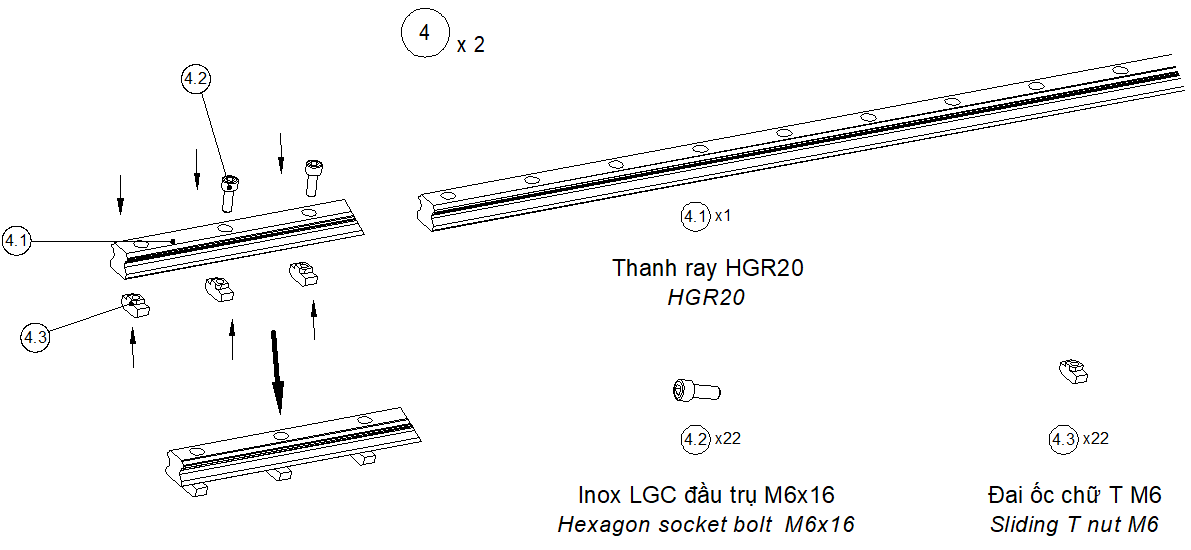 4 x 2
4.2
4.1
4.1 x1
Thanh ray HGR20
HGR20
4.3
4.2 x22
4.3 x22
Inox LGC đầu trụ M6x16
Hexagon socket bolt M6x16
Đai ốc chữ T M6
Sliding T nut M6